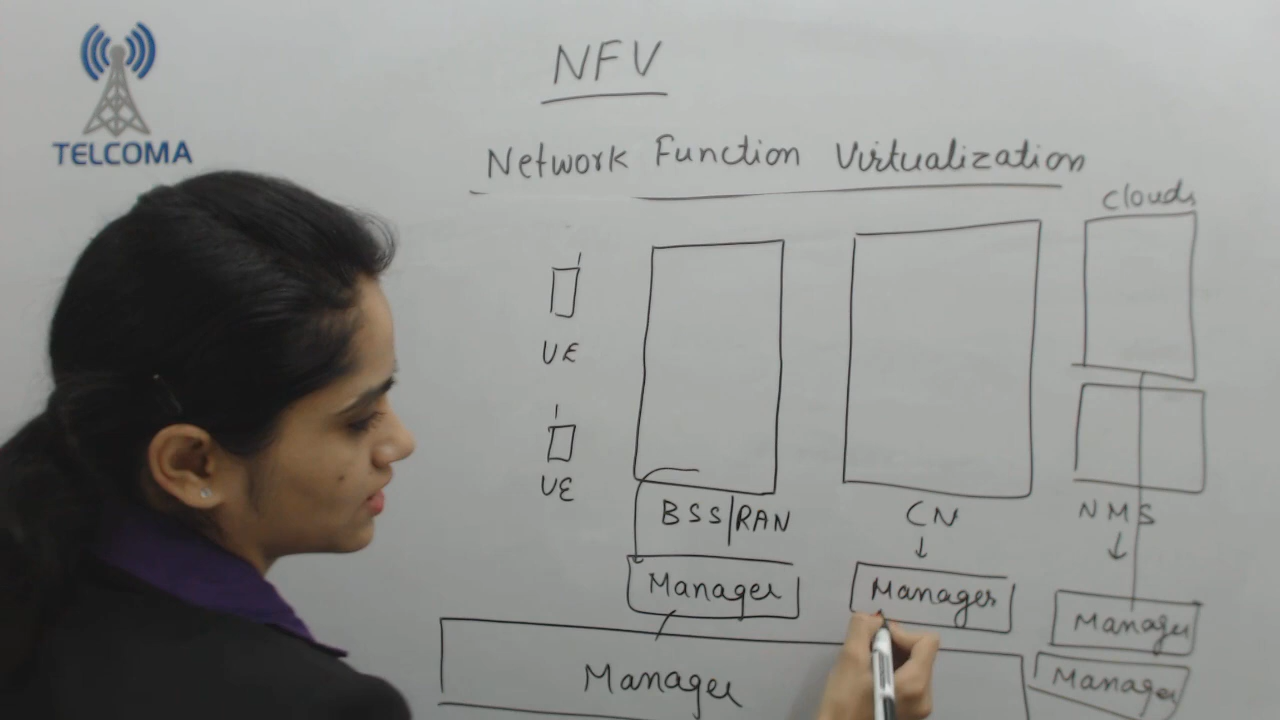 NFV
TELCOMA
Network Function Virtualization
Clouds
UE
UE
BSS/RAN
CN
NMS
Manager
Manager
Manager
Manager
Manager